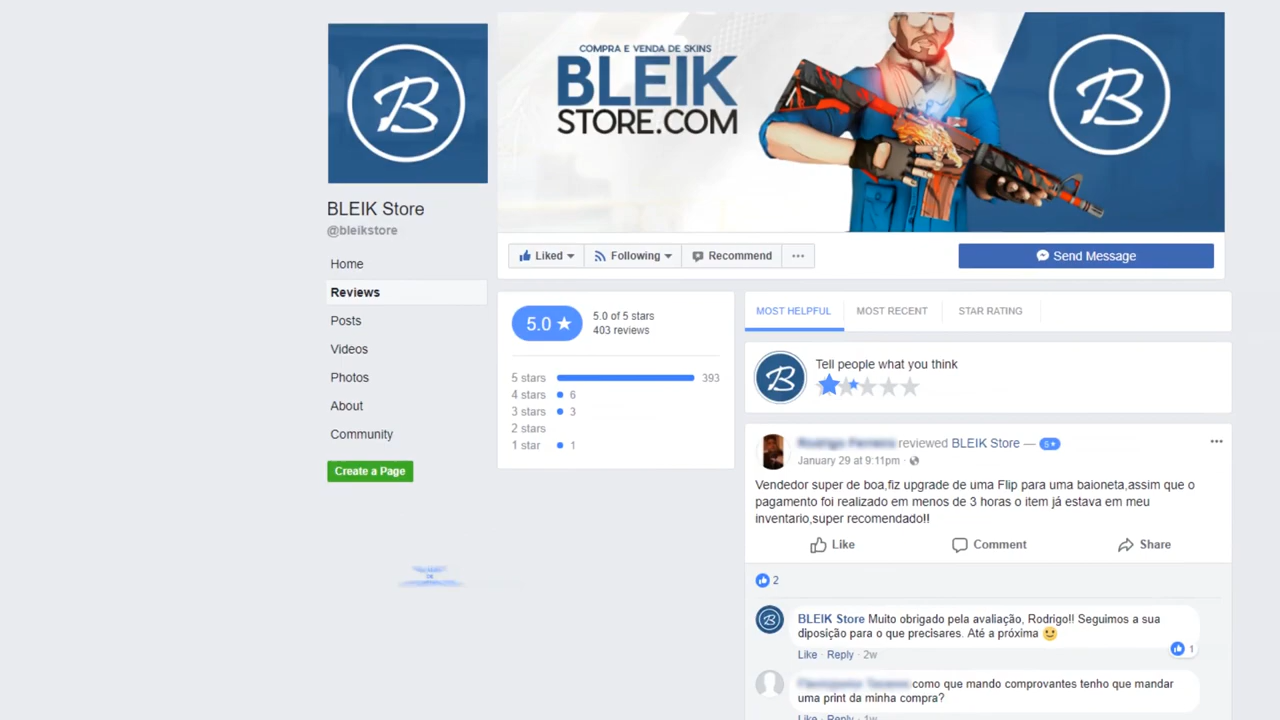 B
COMPRA E VENDA DE SKINS
BLEIK
STORE.COM
B
BLEIK Store
@bleikstore
Home
Reviews
Posts
Videos
Photos
About
Community
Create a Page
Liked
Following
Recommend
Send Message
5.0 ★
5.0 of 5 stars
403 reviews
5 stars 393
4 stars 6
3 stars 3
2 stars
1 star 1
MOST HELPFUL
MOST RECENT
STAR RATING
B
Tell people what you think
reviewed BLEIK Store — 5★
January 29 at 9:11pm ·
Vendedor super de boa,fiz upgrade de uma Flip para uma baioneta,assim que o
pagamento foi realizado em menos de 3 horas o item já estava em meu
inventario,super recomendado!!
Like
Comment
Share
2
B
BLEIK Store Muito obrigado pela avaliação, Rodrigo!! Seguimos a sua
diposição para o que precisares. Até a próxima
Like · Reply · 2w
1
como que mando comprovantes tenho que mandar
uma print da minha compra?
Like · Reply · 1w